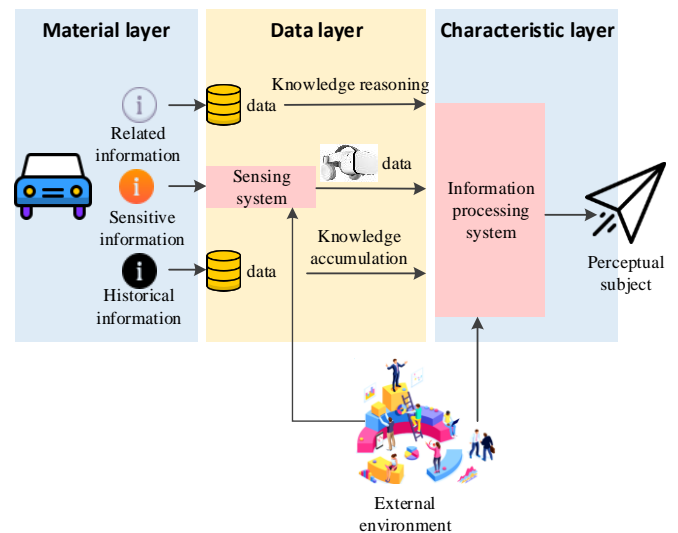 Material layer
Data layer
Characteristic layer
Knowledge reasoning
data
Related
information
data
Sensing
system
Information
processing
system
Sensitive
information
Knowledge
accumulation
data
Perceptual
subject
Historical
information
External
environment